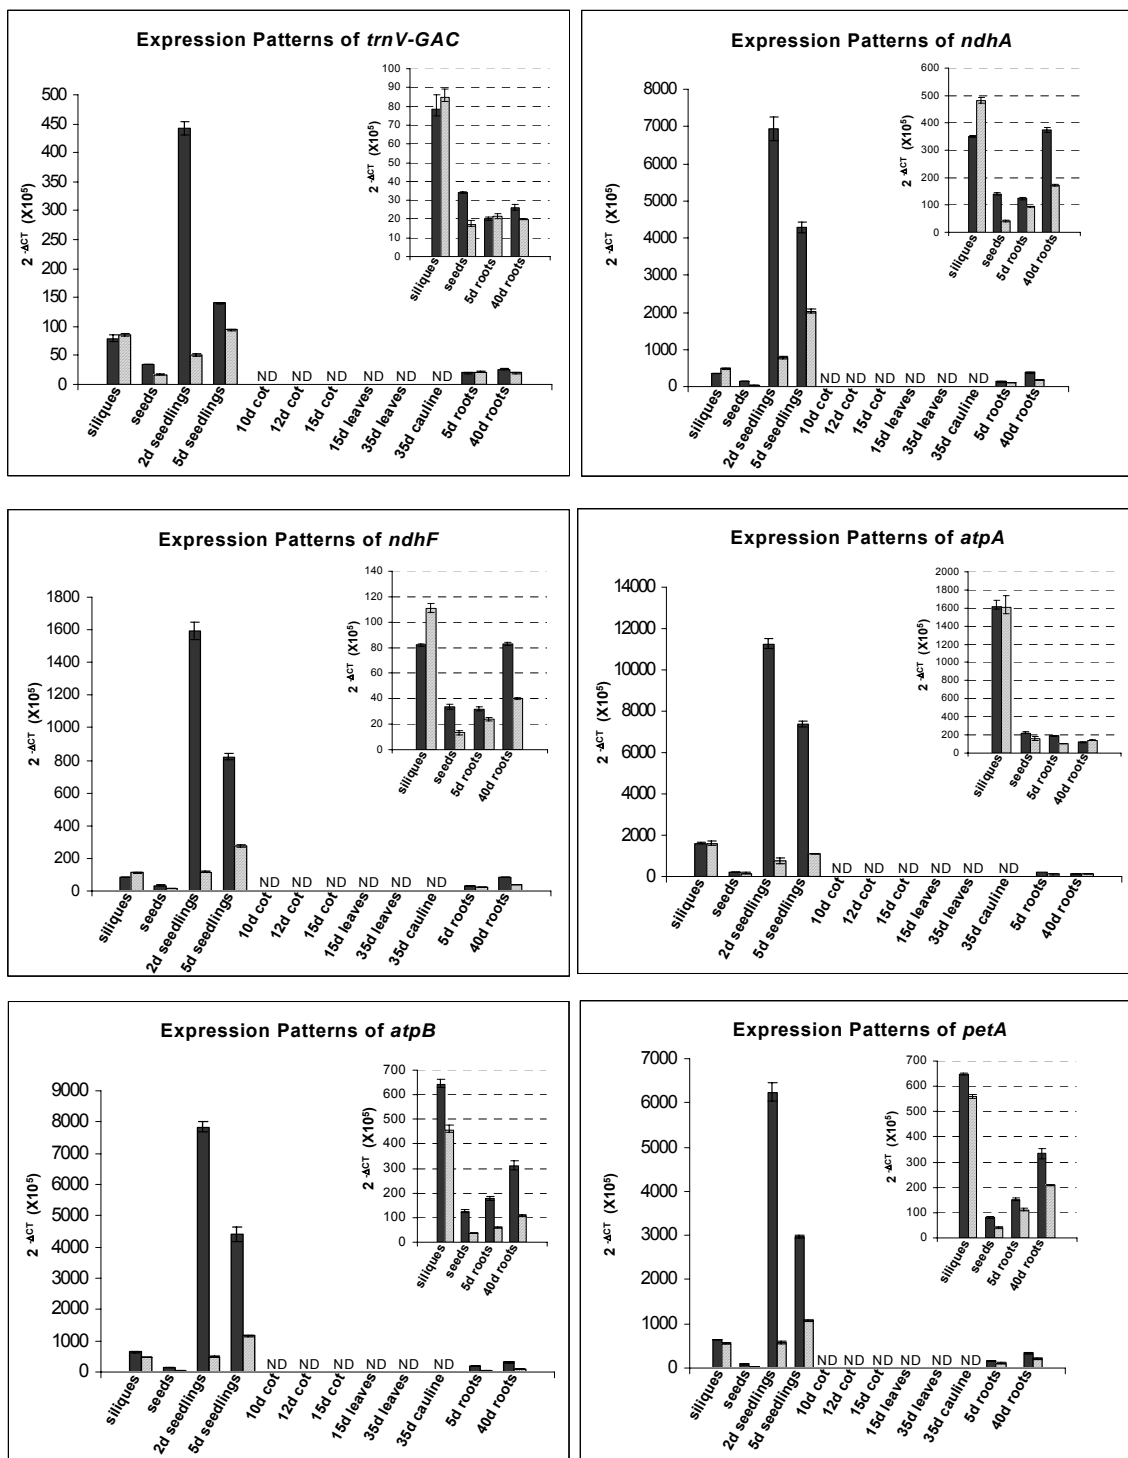 Expression Patterns of trnV-GAC
2 -ΔCT (X10⁵)
500
450
400
350
300
250
200
150
100
50
0
siliques
seeds
2d seedlings
5d seedlings
10d cot
12d cot
15d cot
15d leaves
35d leaves
35d cauline
5d roots
40d roots
ND ND ND ND ND ND
2 -ΔCT (X10⁵)
100
90
80
70
60
50
40
30
20
10
0
siliques
seeds
5d roots
40d roots
Expression Patterns of ndhA
2 -ΔCT (X10⁵)
8000
7000
6000
5000
4000
3000
2000
1000
0
siliques
seeds
2d seedlings
5d seedlings
10d cot
12d cot
15d cot
15d leaves
35d leaves
35d cauline
5d roots
40d roots
ND ND ND ND ND ND
2 -ΔCT (X10⁵)
600
500
400
300
200
100
0
siliques
seeds
5d roots
40d roots
Expression Patterns of ndhF
2 -ΔCT (X10⁵)
1800
1600
1400
1200
1000
800
600
400
200
0
siliques
seeds
2d seedlings
5d seedlings
10d cot
12d cot
15d cot
15d leaves
35d leaves
35d cauline
5d roots
40d roots
ND ND ND ND ND ND
2 -ΔCT (X10⁵)
140
120
100
80
60
40
20
0
siliques
seeds
5d roots
40d roots
Expression Patterns of atpA
2 -ΔCT (X10⁵)
14000
12000
10000
8000
6000
4000
2000
0
siliques
seeds
2d seedlings
5d seedlings
10d cot
12d cot
15d cot
15d leaves
35d leaves
35d cauline
5d roots
40d roots
ND ND ND ND ND ND
2 -ΔCT (X10⁵)
2000
1800
1600
1400
1200
1000
800
600
400
200
0
siliques
seeds
5d roots
40d roots
Expression Patterns of atpB
2 -ΔCT (X10⁵)
9000
8000
7000
6000
5000
4000
3000
2000
1000
0
siliques
seeds
2d seedlings
5d seedlings
10d cot
12d cot
15d cot
15d leaves
35d leaves
35d cauline
5d roots
40d roots
ND ND ND ND ND ND
2 -ΔCT (X10⁵)
700
600
500
400
300
200
100
0
siliques
seeds
5d roots
40d roots
Expression Patterns of petA
2 -ΔCT (X10⁵)
7000
6000
5000
4000
3000
2000
1000
0
siliques
seeds
2d seedlings
5d seedlings
10d cot
12d cot
15d cot
15d leaves
35d leaves
35d cauline
5d roots
40d roots
ND ND ND ND ND ND
2 -ΔCT (X10⁵)
700
600
500
400
300
200
100
0
siliques
seeds
5d roots
40d roots